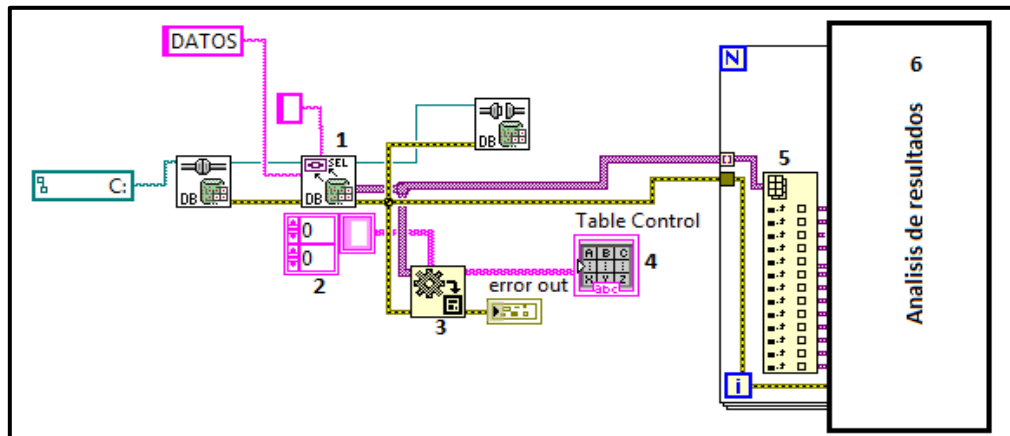 DATOS
1
SEL
DB
C:
DB
DB
0
0
2
3
error out
Table Control
A B C
X Y Z
abc
4
N
i
5
6
Analisis de resultados